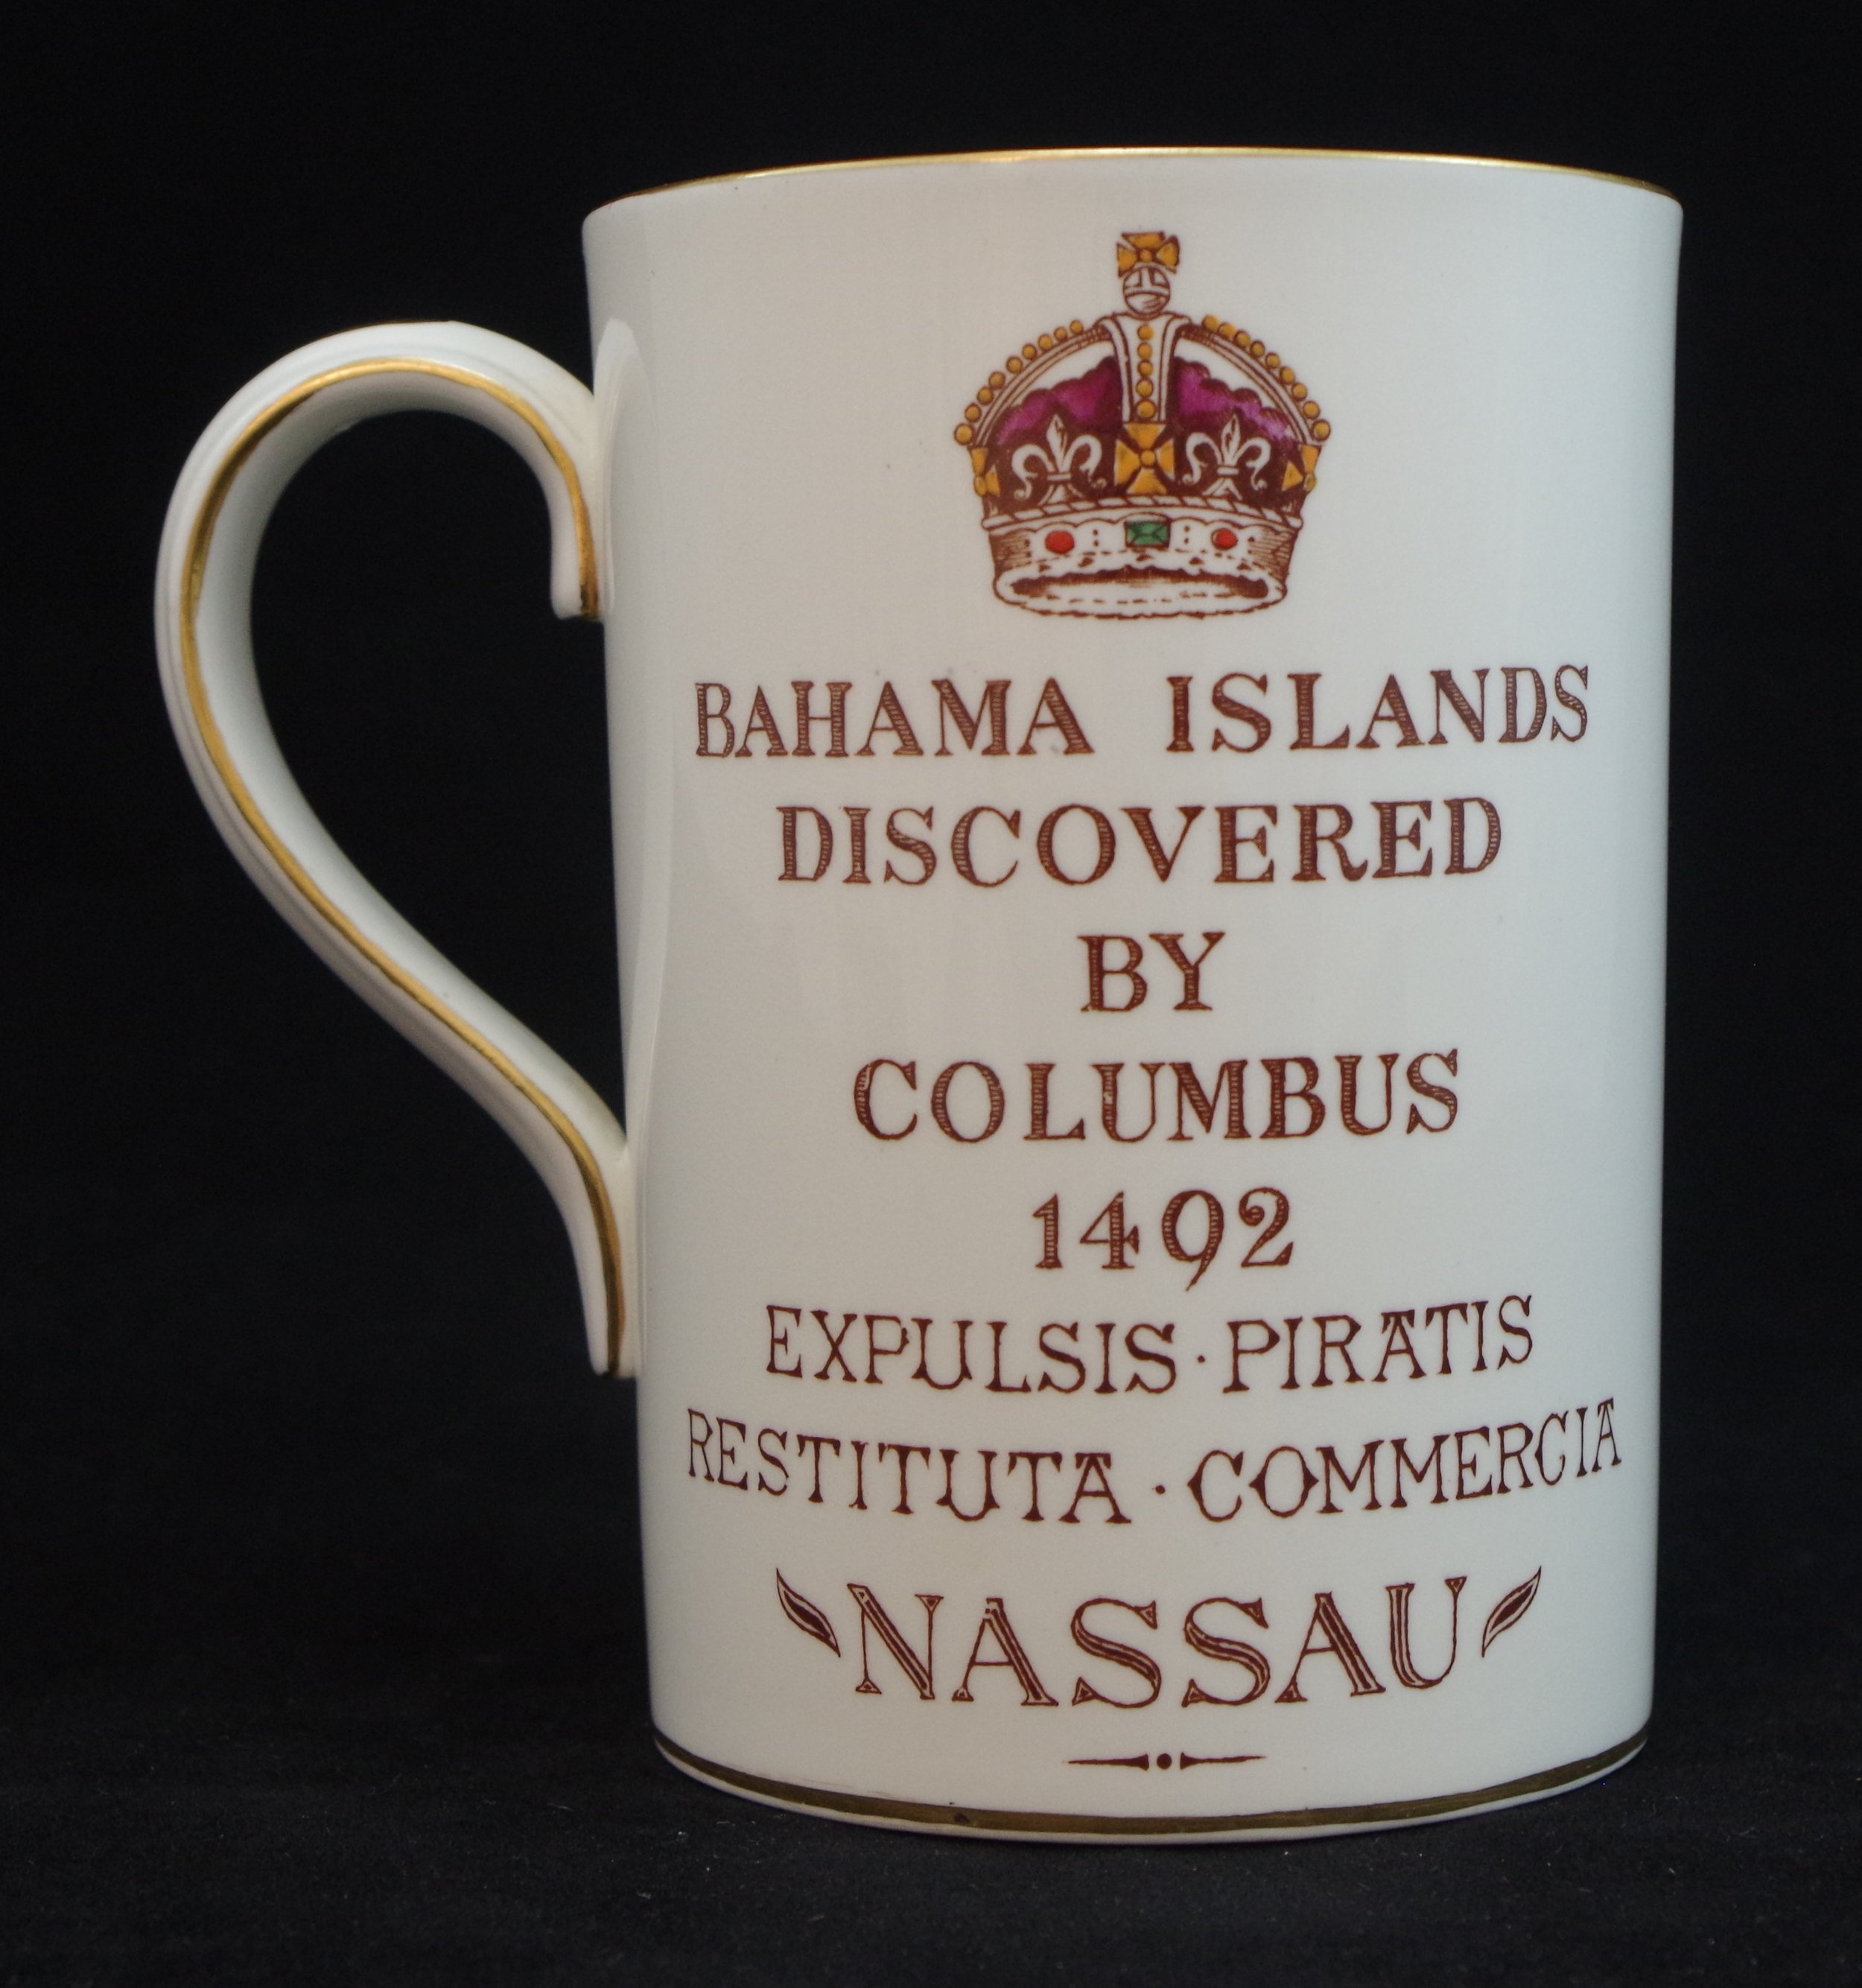 BAHAMA ISLANDS
DISCOVERED
BY
COLUMBUS
1492
EXPULSIS · PIRATIS
RESTITUTA · COMMERCIA
NASSAU